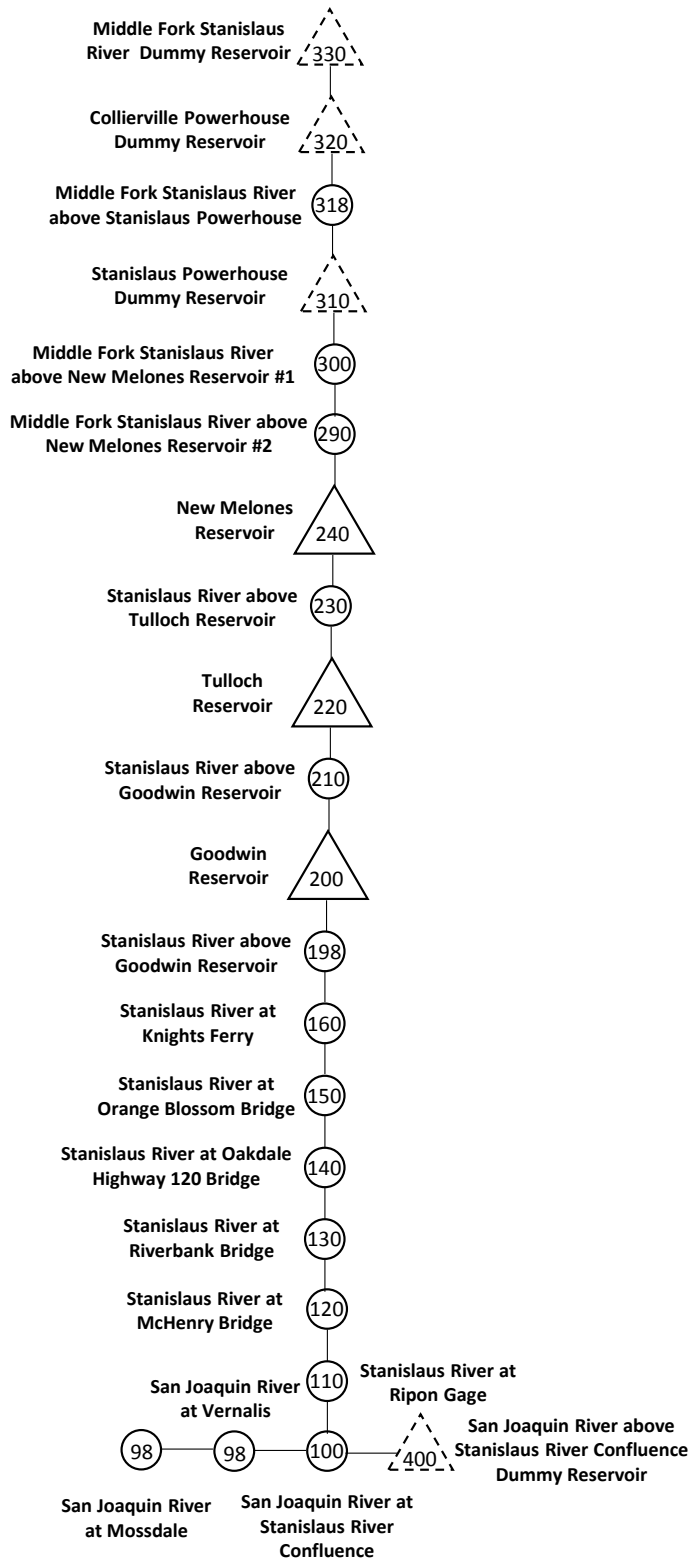 Middle Fork Stanislaus
River  Dummy Reservoir
330
Collierville Powerhouse
Dummy Reservoir
320
Middle Fork Stanislaus River
above Stanislaus Powerhouse
318
Stanislaus Powerhouse
Dummy Reservoir
310
Middle Fork Stanislaus River
above New Melones Reservoir #1
300
Middle Fork Stanislaus River above
New Melones Reservoir #2
290
New Melones
Reservoir
240
Stanislaus River above
Tulloch Reservoir
230
Tulloch
Reservoir
220
Stanislaus River above
Goodwin Reservoir
210
Goodwin
Reservoir
200
Stanislaus River above
Goodwin Reservoir
198
Stanislaus River at
Knights Ferry
160
Stanislaus River at
Orange Blossom Bridge
150
Stanislaus River at Oakdale
Highway 120 Bridge
140
Stanislaus River at
Riverbank Bridge
130
Stanislaus River at
McHenry Bridge
120
110
Stanislaus River at
Ripon Gage
San Joaquin River
at Vernalis
98
98
100
400
San Joaquin River above
Stanislaus River Confluence
Dummy Reservoir
San Joaquin River
at Mossdale
San Joaquin River at
Stanislaus River
Confluence